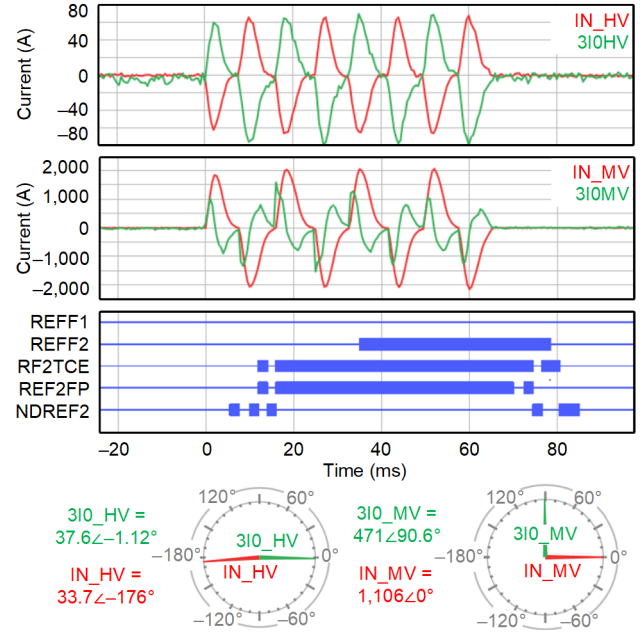 80
40
0
−40
−80
Current (A)
IN_HV
3I0HV
2,000
1,000
0
−1,000
−2,000
Current (A)
IN_MV
3I0MV
REFF1
REFF2
RF2TCE
REF2FP
NDREF2
−20 0 20 40 60 80
Time (ms)
3I0_HV =
37.6∠−1.12°
IN_HV =
33.7∠−176°
120° 60°
−180° 0°
−120° −60°
3I0_HV
IN_HV
3I0_MV =
471∠90.6°
IN_MV =
1,106∠0°
120° 60°
−180° 0°
−120° −60°
3I0_MV
IN_MV